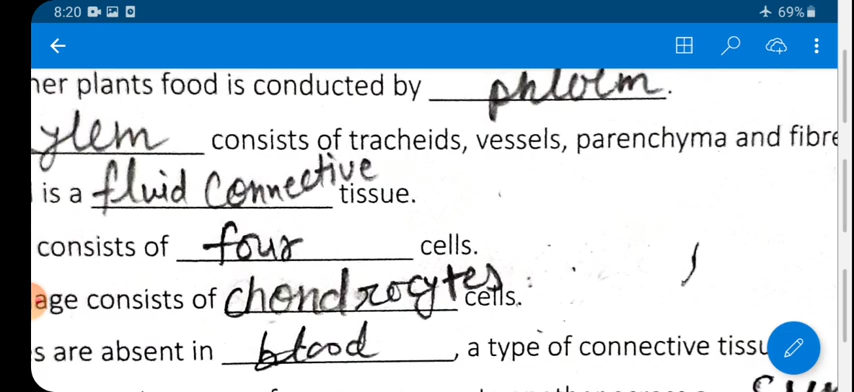 8:20 69%
her plants food is conducted by phloem.
ylem consists of tracheids, vessels, parenchyma and fibre
is a fluid connective tissue.
consists of four cells.
age consists of chondrocytes cells.
s are absent in blood, a type of connective tissu